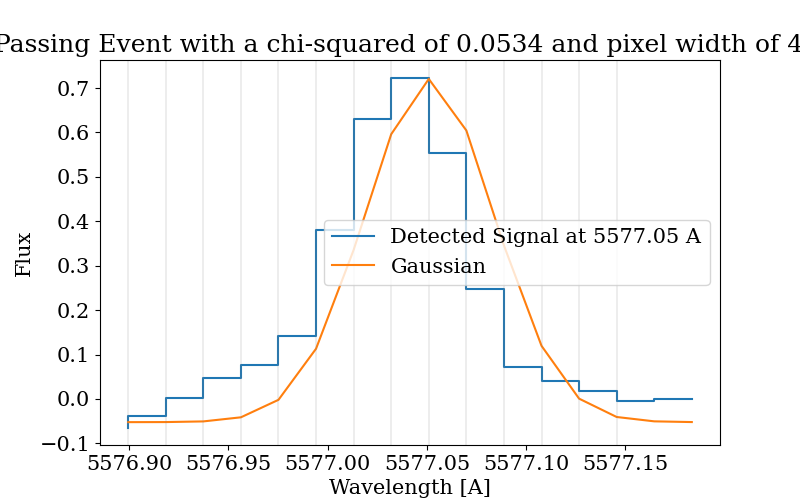 Passing Event with a chi-squared of 0.0534 and pixel width of 4
0.7
0.6
0.5
0.4
0.3
0.2
0.1
0.0
−0.1
Flux
Detected Signal at 5577.05 A
Gaussian
5576.90 5576.95 5577.00 5577.05 5577.10 5577.15
Wavelength [A]